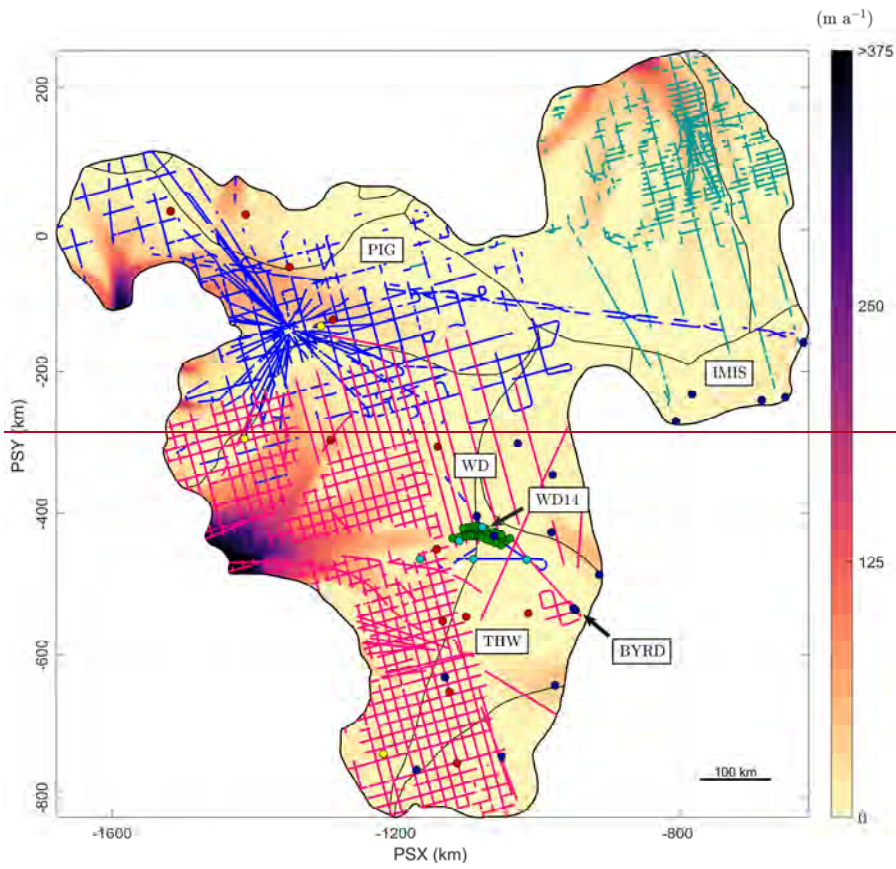 (m a⁻¹)
>375
200
PIG
0
250
IMIS
-200
PSY (km)
WD
WD14
-400
125
THW
BYRD
-600
100 km
-800
0
-1600
-1200
-800
PSX (km)